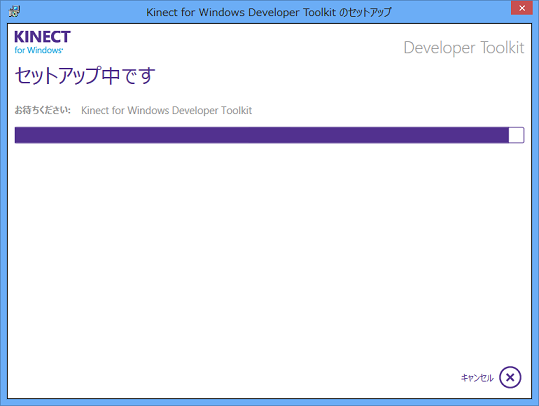 Kinect for Windows Developer Toolkit のセットアップ
KINECT
for Windows
Developer Toolkit
セットアップ中です
お待ちください: Kinect for Windows Developer Toolkit
キャンセル